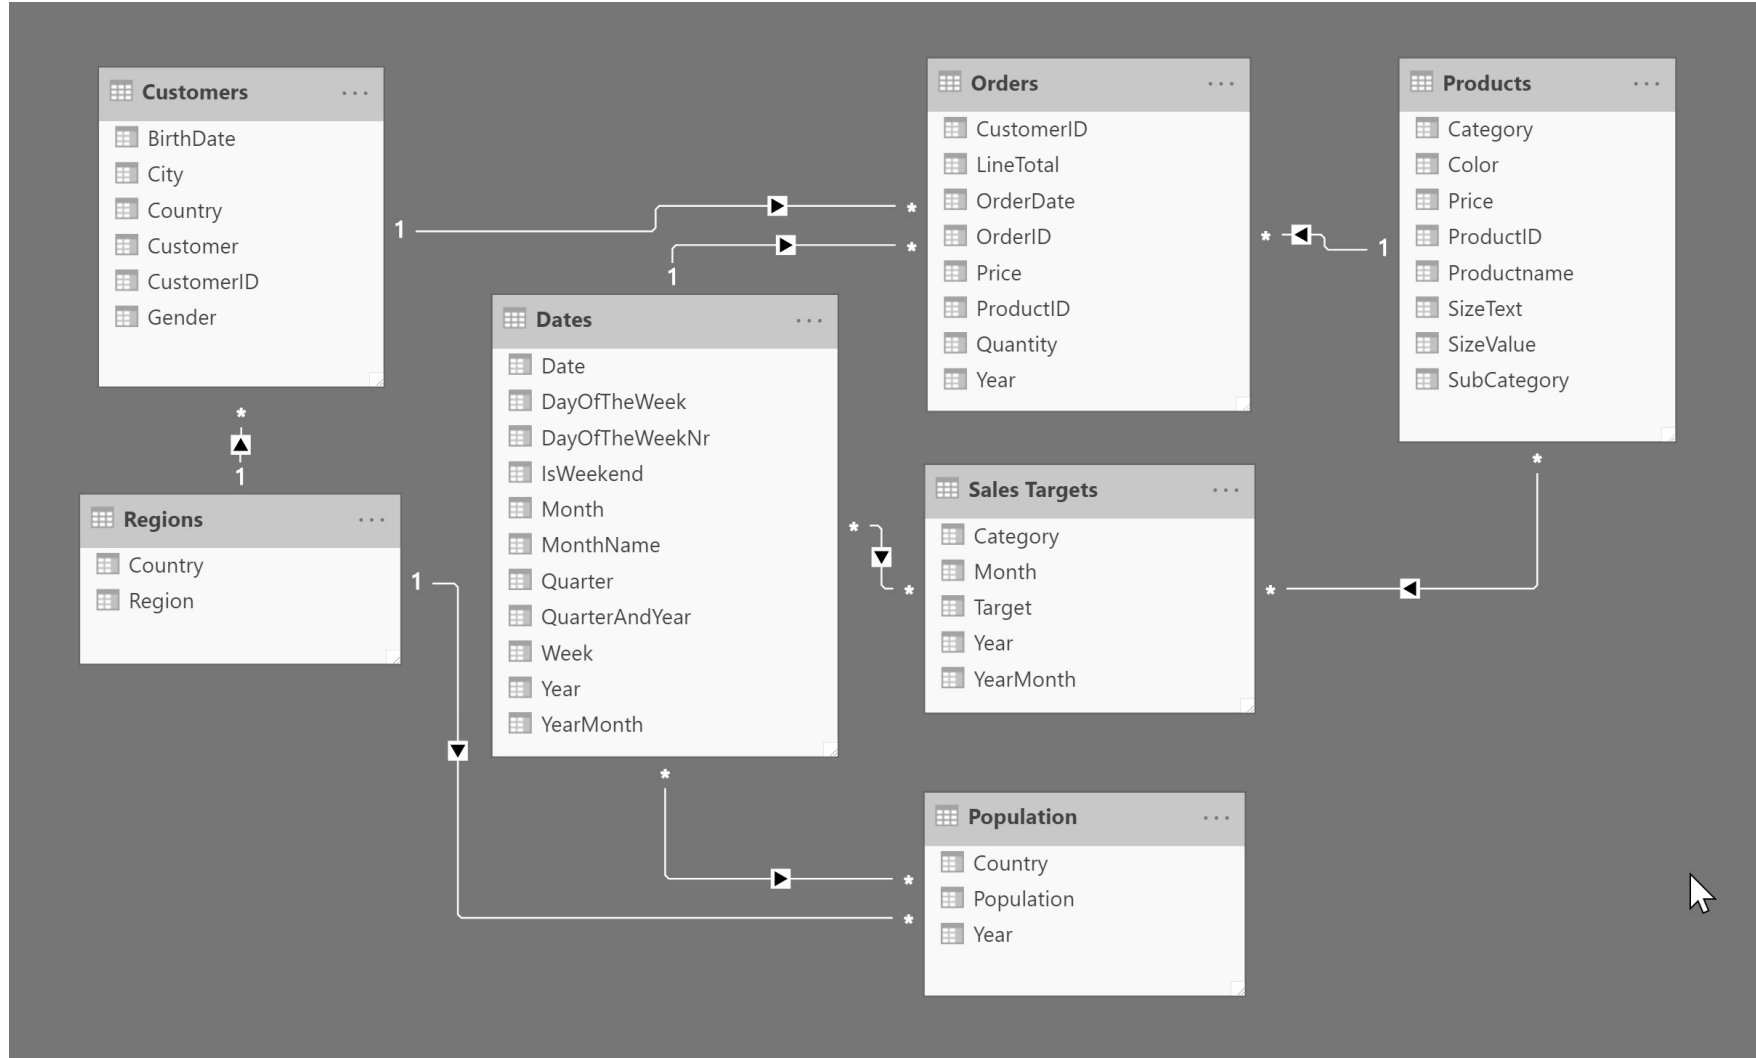 Customers
BirthDate
City
Country
Customer
CustomerID
Gender
1
*
Orders
CustomerID
LineTotal
OrderDate
OrderID
Price
ProductID
Quantity
Year
*
*
*
Products
Category
Color
Price
ProductID
Productname
SizeText
SizeValue
SubCategory
1
*
1
Dates
Date
DayOfTheWeek
DayOfTheWeekNr
IsWeekend
Month
MonthName
Quarter
QuarterAndYear
Week
Year
YearMonth
*
*
1
Regions
Country
Region
1
Sales Targets
Category
Month
Target
Year
YearMonth
*
*
Population
Country
Population
Year
*
*